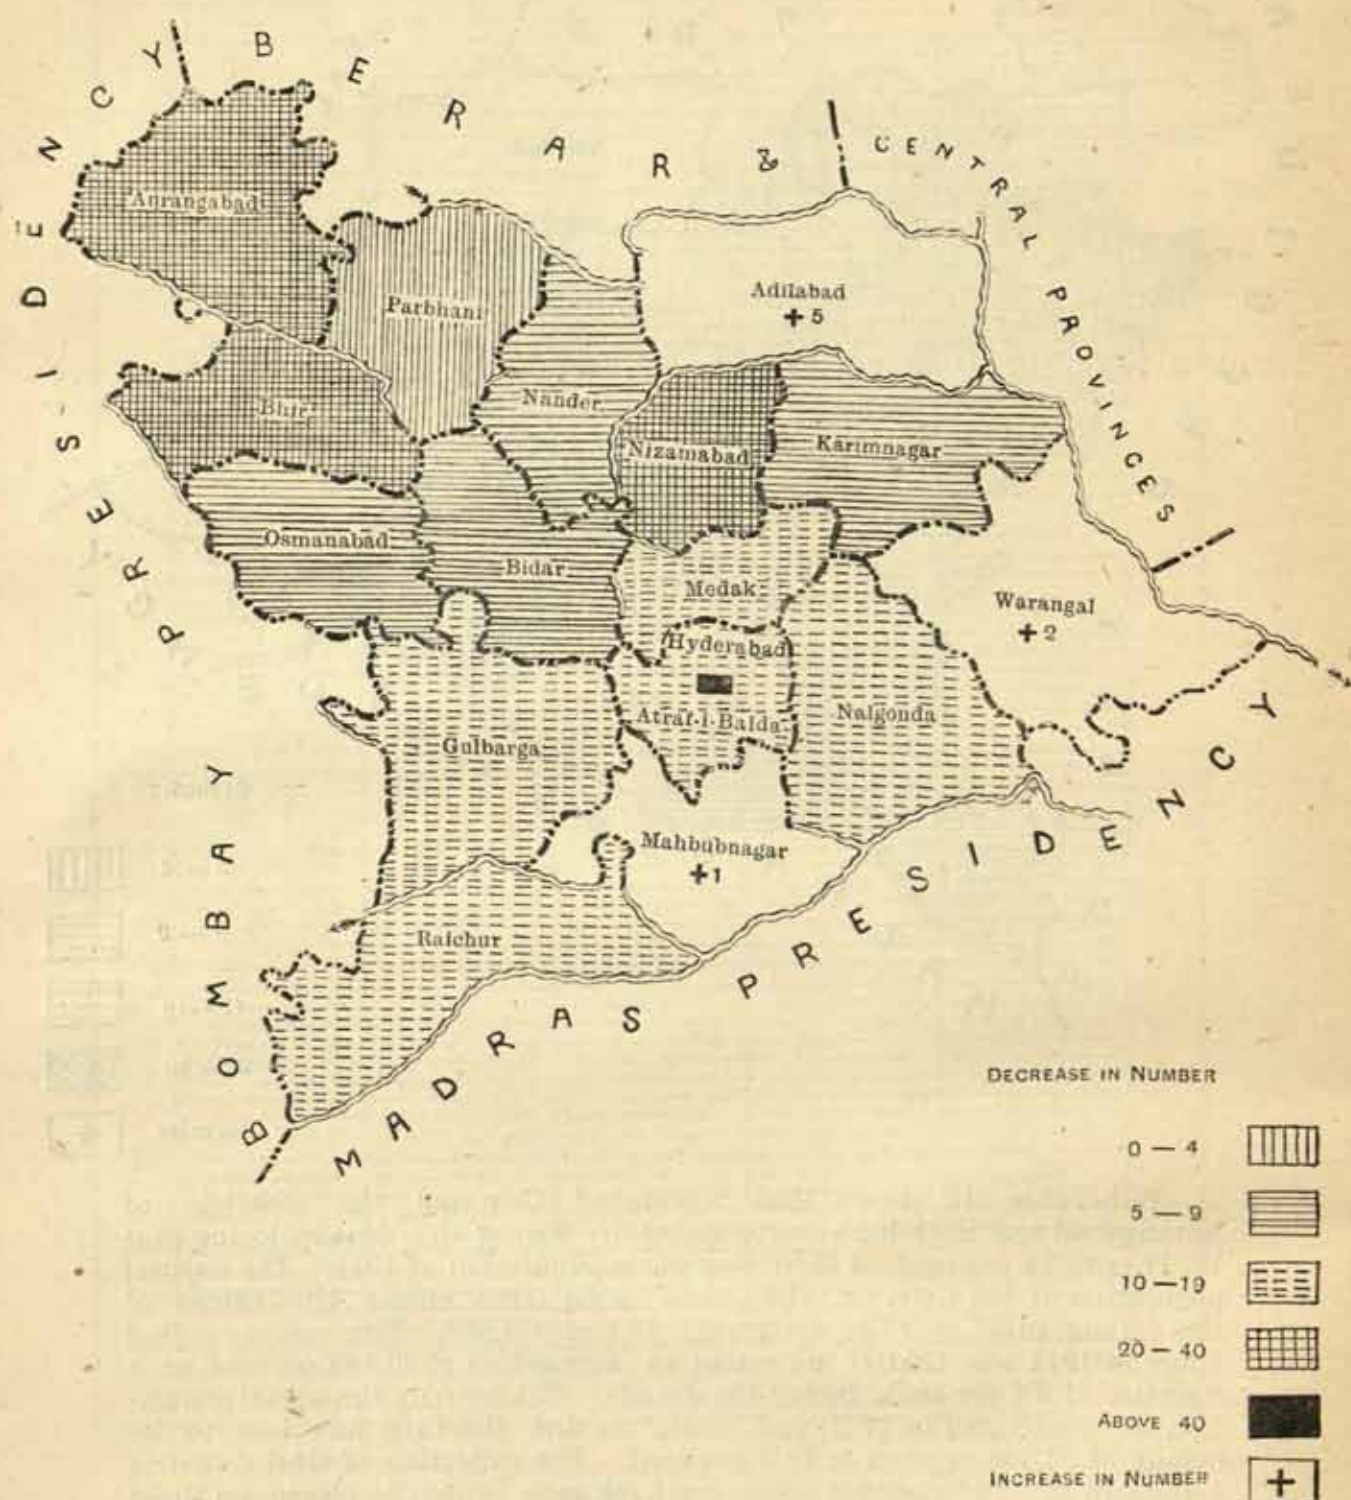 BERAR &
CENTRAL PROVINCES
BOMBAY PRESIDENCY
Aurangabad
Parbhani
Adilabad
+ 5
Nander
Bhir
Nizamabad
Karimnagar
Osmanabad
Bidar
Medak
Warangal
+ 2
Hyderabad
Atraf-i-Balda
Nalgonda
Gulbarga
Mahbubnagar
+ 1
Raichur
MADRAS PRESIDENCY
DECREASE IN NUMBER
0 — 4
5 — 9
10 — 19
20 — 40
ABOVE 40
INCREASE IN NUMBER
+